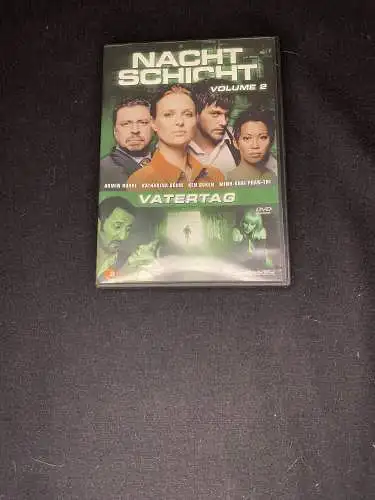 NACHT
SCHICHT
VOLUME 2
ARMIN ROHDE KATHARINA BÖHM KEN DUKEN MINH-KHAI PHAN-THI
VATERTAG
DVD